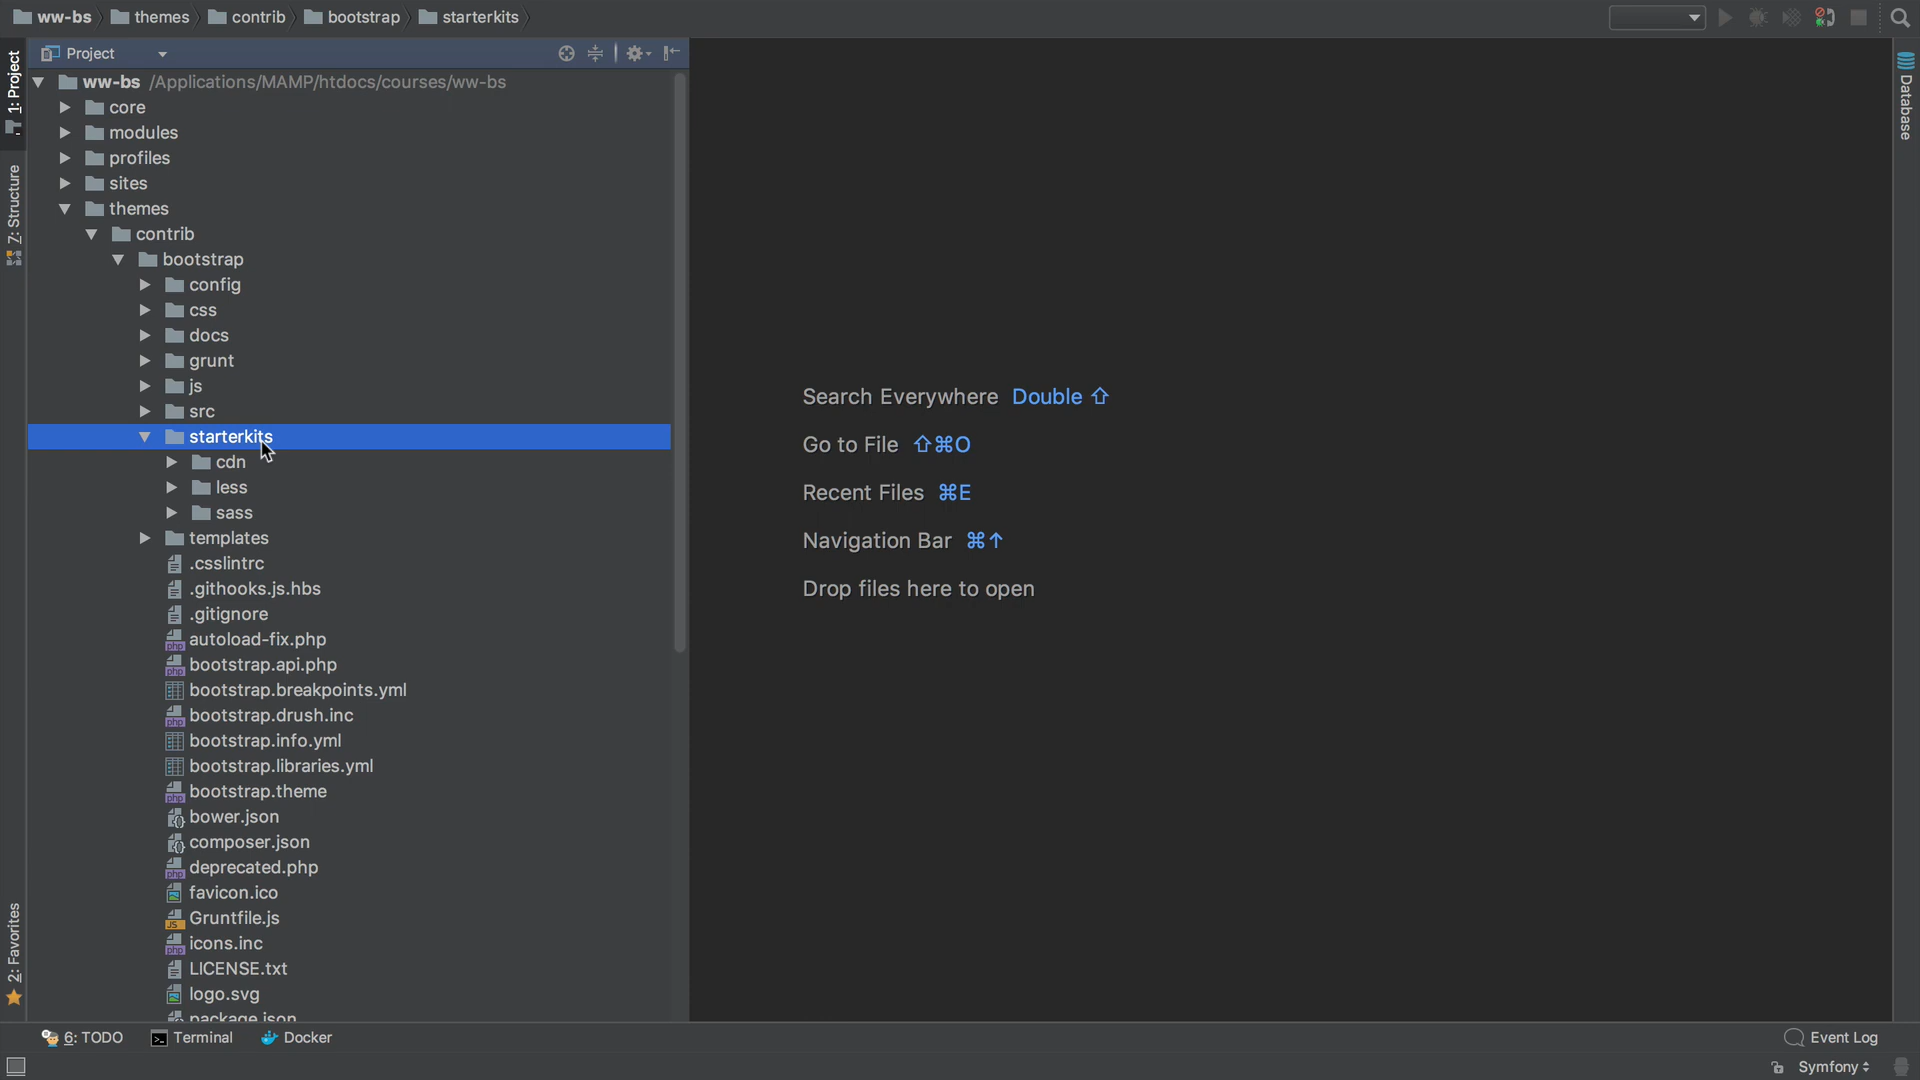 ww-bs themes contrib bootstrap starterkits
Project
1: Project
Z: Structure
2: Favorites
Database
ww-bs /Applications/MAMP/htdocs/courses/ww-bs
core
modules
profiles
sites
themes
contrib
bootstrap
config
css
docs
grunt
js
src
starterkits
cdn
less
sass
templates
.csslintrc
.githooks.js.hbs
.gitignore
autoload-fix.php
bootstrap.api.php
bootstrap.breakpoints.yml
bootstrap.drush.inc
bootstrap.info.yml
bootstrap.libraries.yml
bootstrap.theme
bower.json
composer.json
deprecated.php
favicon.ico
Gruntfile.js
icons.inc
LICENSE.txt
logo.svg
package.json
Search Everywhere Double ⇧
Go to File ⇧⌘O
Recent Files ⌘E
Navigation Bar ⌘↑
Drop files here to open
6: TODO Terminal Docker Event Log
Symfony